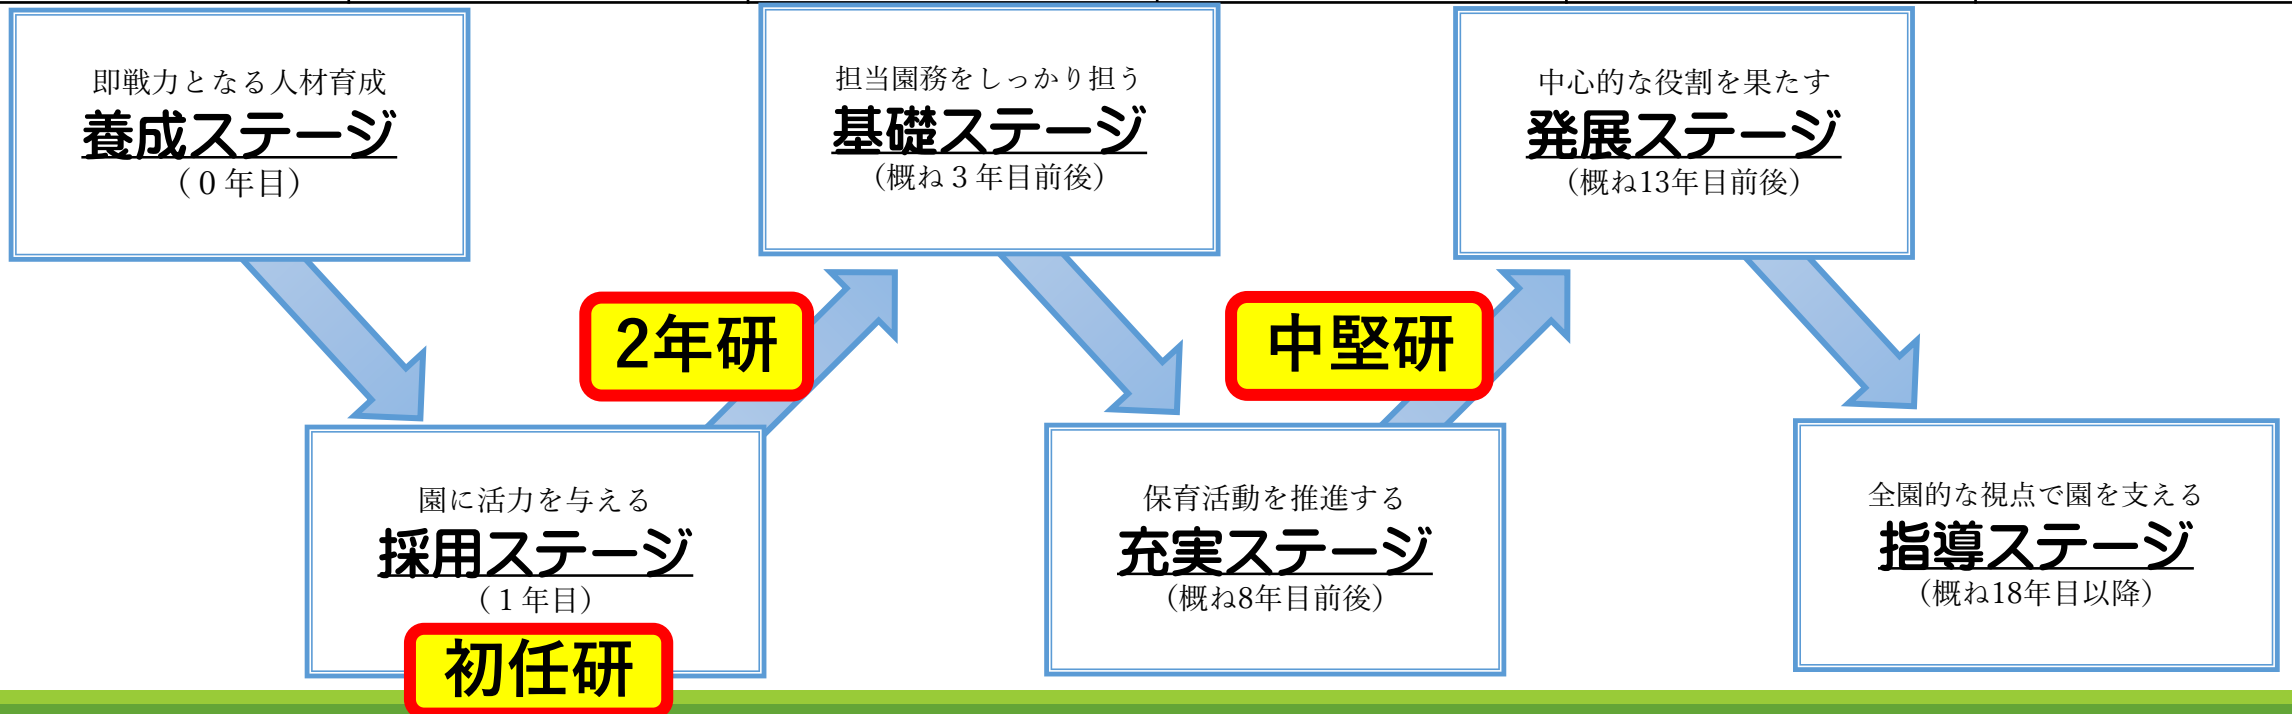 即戦力となる人材育成
養成ステージ
（０年目）
園に活力を与える
採用ステージ
（１年目）
初任研
2年研
担当園務をしっかり担う
基礎ステージ
（概ね３年目前後）
保育活動を推進する
充実ステージ
（概ね8年目前後）
中堅研
中心的な役割を果たす
発展ステージ
（概ね13年目前後）
全園的な視点で園を支える
指導ステージ
（概ね18年目以降）